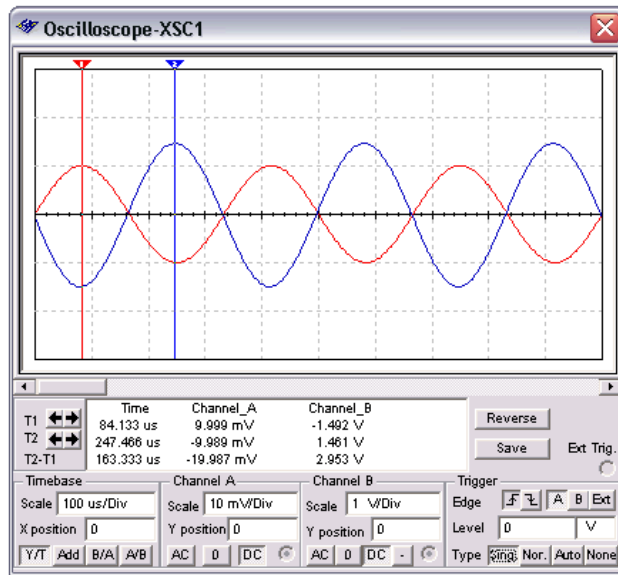 Oscilloscope-XSC1
1 2
Time Channel_A Channel_B
T1 84.133 us 9.999 mV -1.492 V
T2 247.466 us -9.989 mV 1.461 V
T2-T1 163.333 us -19.987 mV 2.953 V
Reverse
Save
Ext Trig.
Timebase
Scale 100 us/Div
X position 0
Y/T Add B/A A/B
Channel A
Scale 10 mV/Div
Y position 0
AC 0 DC
Channel B
Scale 1 V/Div
Y position 0
AC 0 DC -
Trigger
Edge A B Ext
Level 0 V
Type Sing. Nor. Auto None